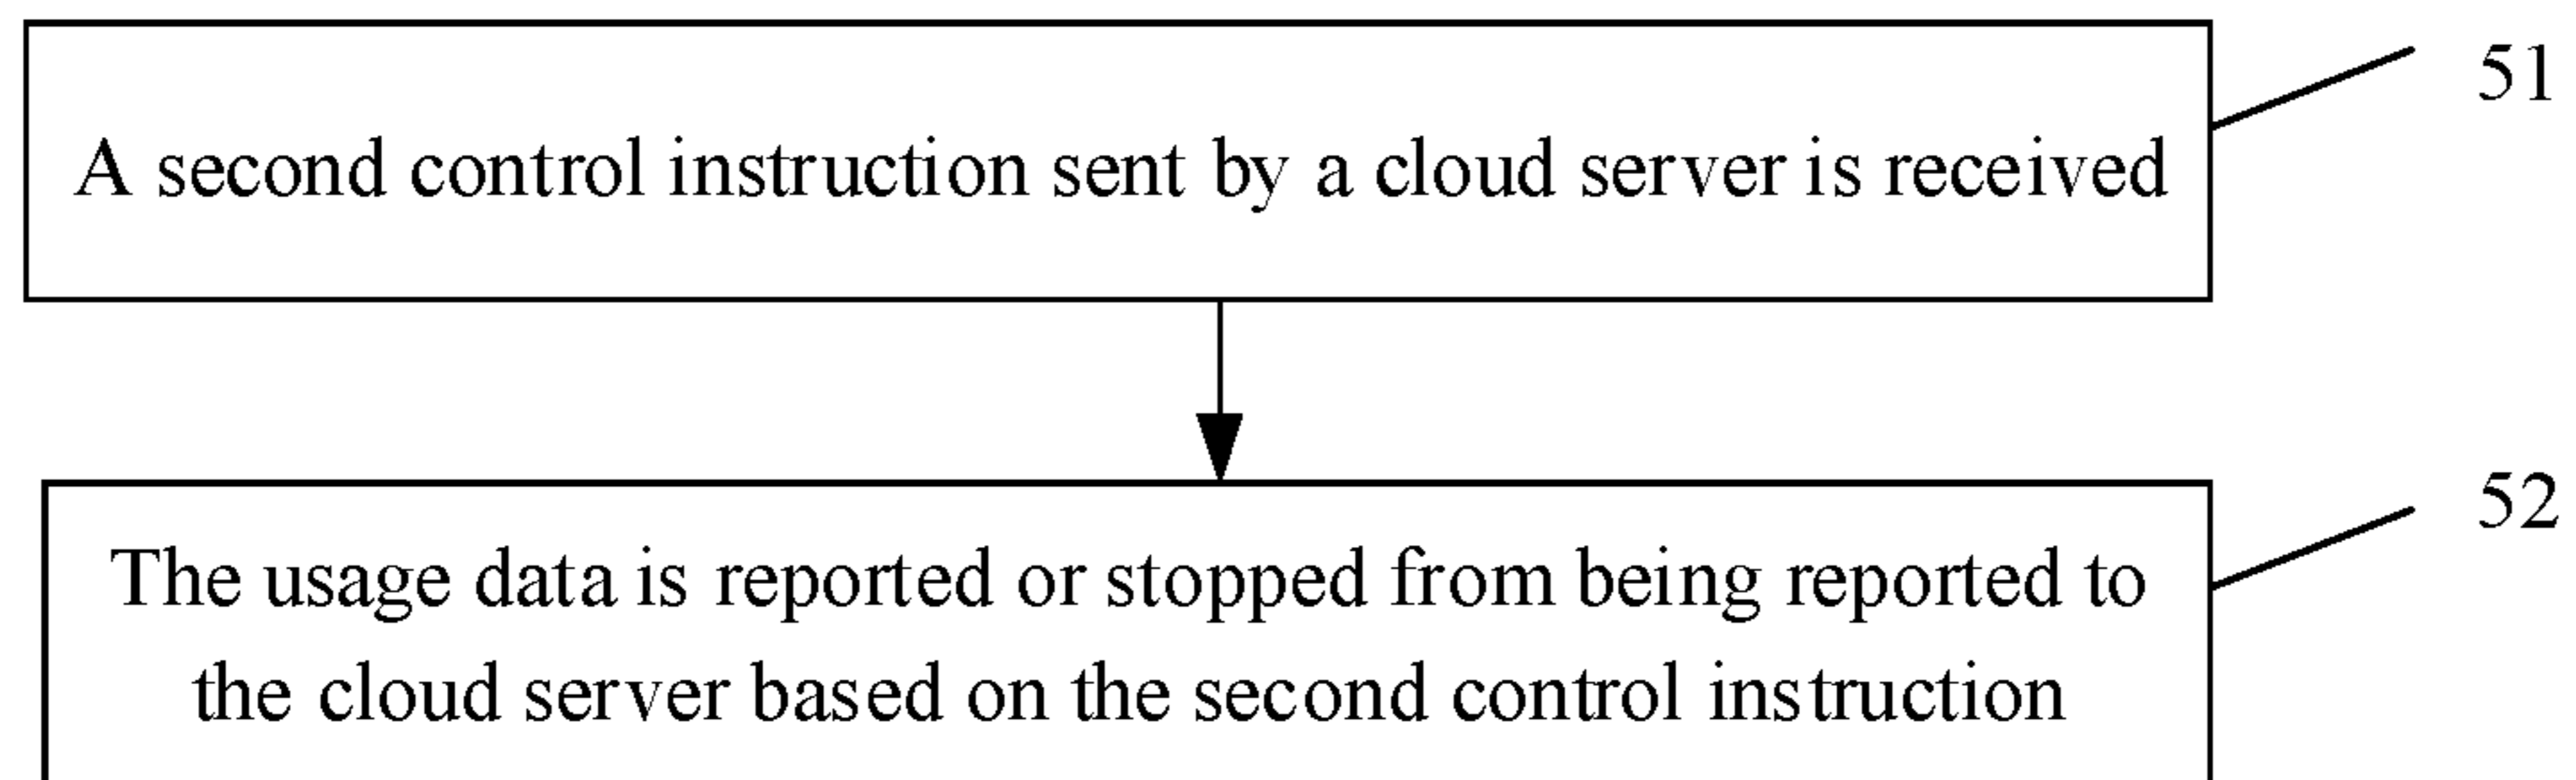 51
A second control instruction sent by a cloud server is received
52
The usage data is reported or stopped from being reported to
the cloud server based on the second control instruction